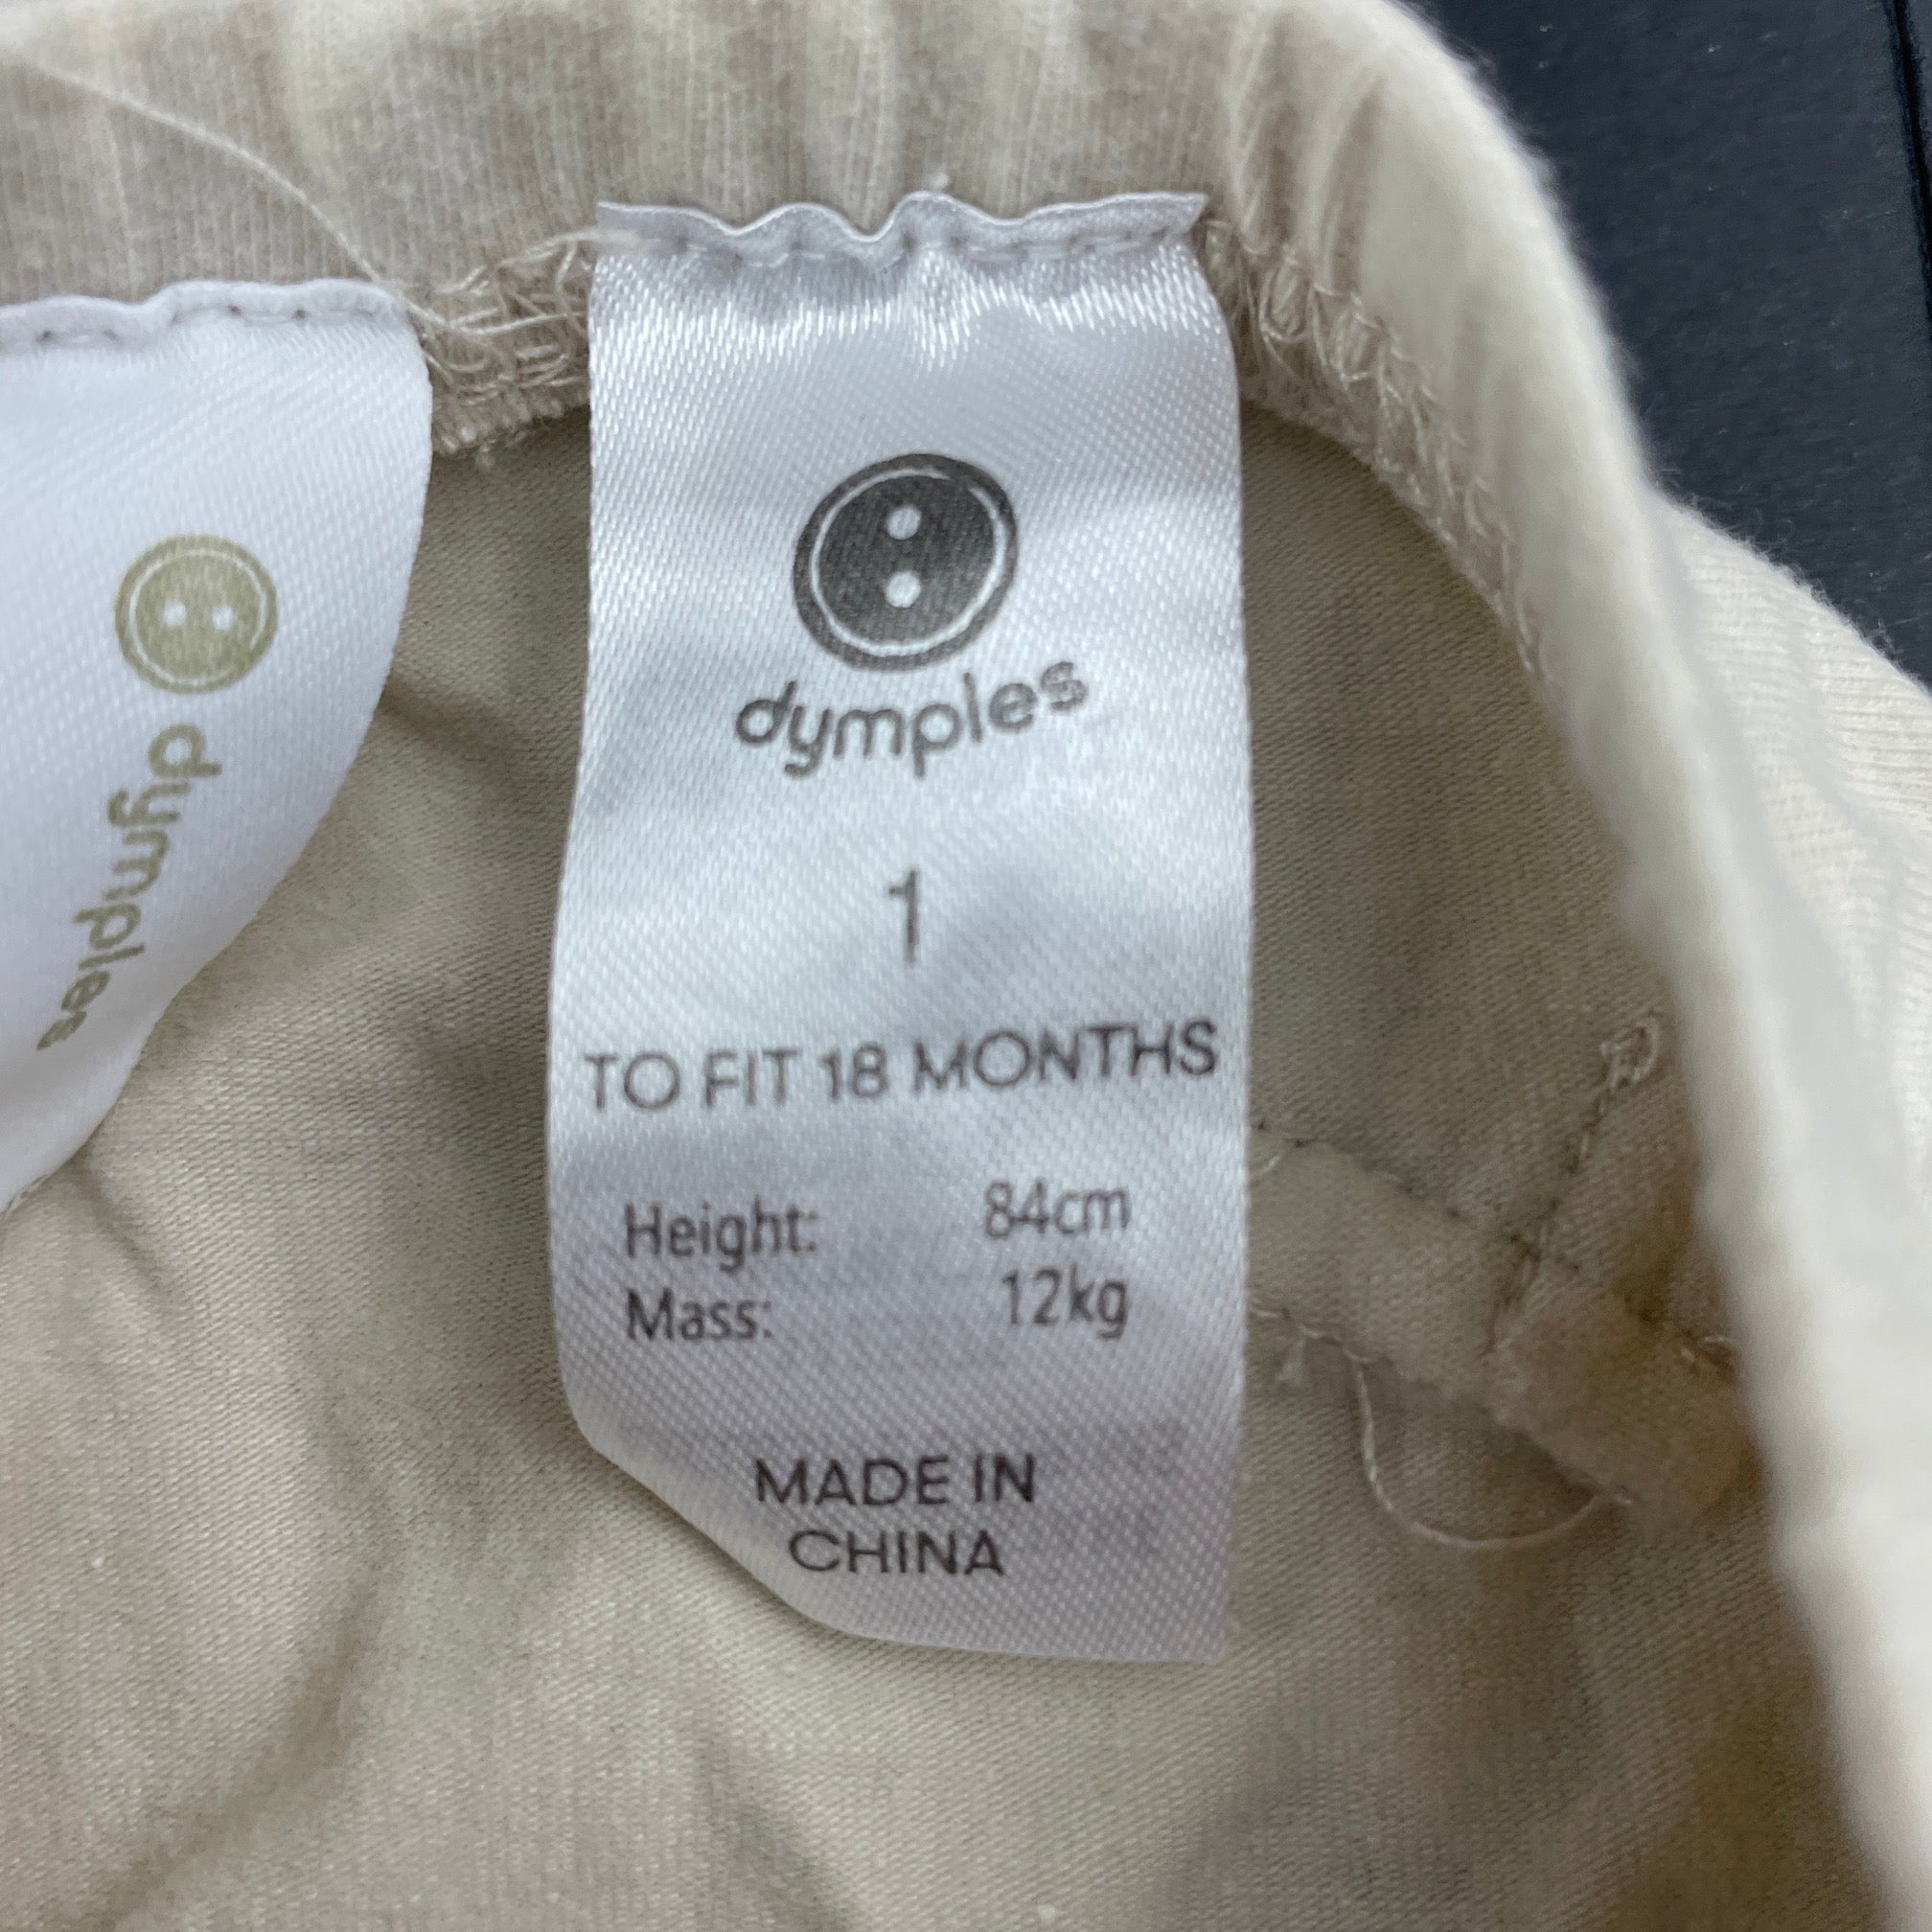 dymples
dymples
1
TO FIT 18 MONTHS
Height: 84cm
Mass: 12kg
MADE IN
CHINA